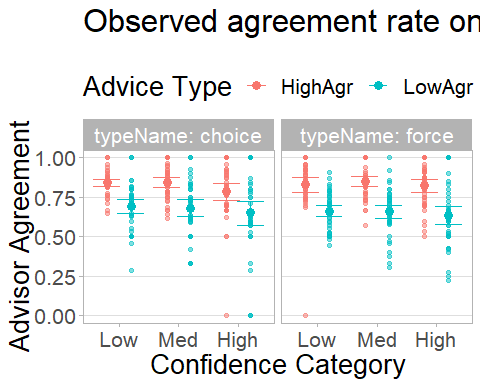 Observed agreement rate on
Advice Type HighAgr LowAgr
typeName: choice typeName: force
Advisor Agreement
1.00
0.75
0.50
0.25
0.00
Low Med High Low Med High
Confidence Category